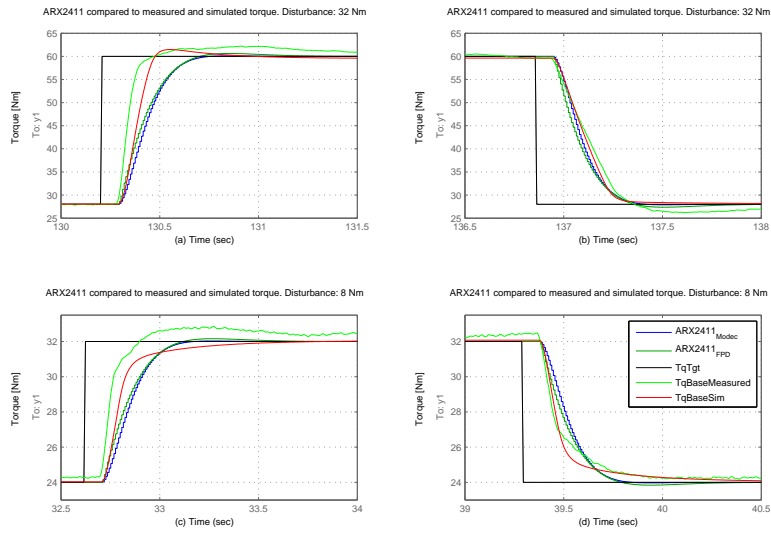 ARX2411 compared to measured and simulated torque. Disturbance: 32 Nm
65
60
55
50
45
40
35
30
25
Torque [Nm]
To: y1
130 130.5 131 131.5
(a) Time (sec)
ARX2411 compared to measured and simulated torque. Disturbance: 32 Nm
65
60
55
50
45
40
35
30
25
Torque [Nm]
To: y1
136.5 137 137.5 138
(b) Time (sec)
ARX2411 compared to measured and simulated torque. Disturbance: 8 Nm
32
30
28
26
24
22
Torque [Nm]
To: y1
32.5 33 33.5 34
(c) Time (sec)
ARX2411 compared to measured and simulated torque. Disturbance: 8 Nm
34
32
30
28
26
24
22
Torque [Nm]
To: y1
39 39.5 40 40.5
(d) Time (sec)
ARX2411Modec
ARX2411FPD
TqTgt
TqBaseMeasured
TqBaseSim